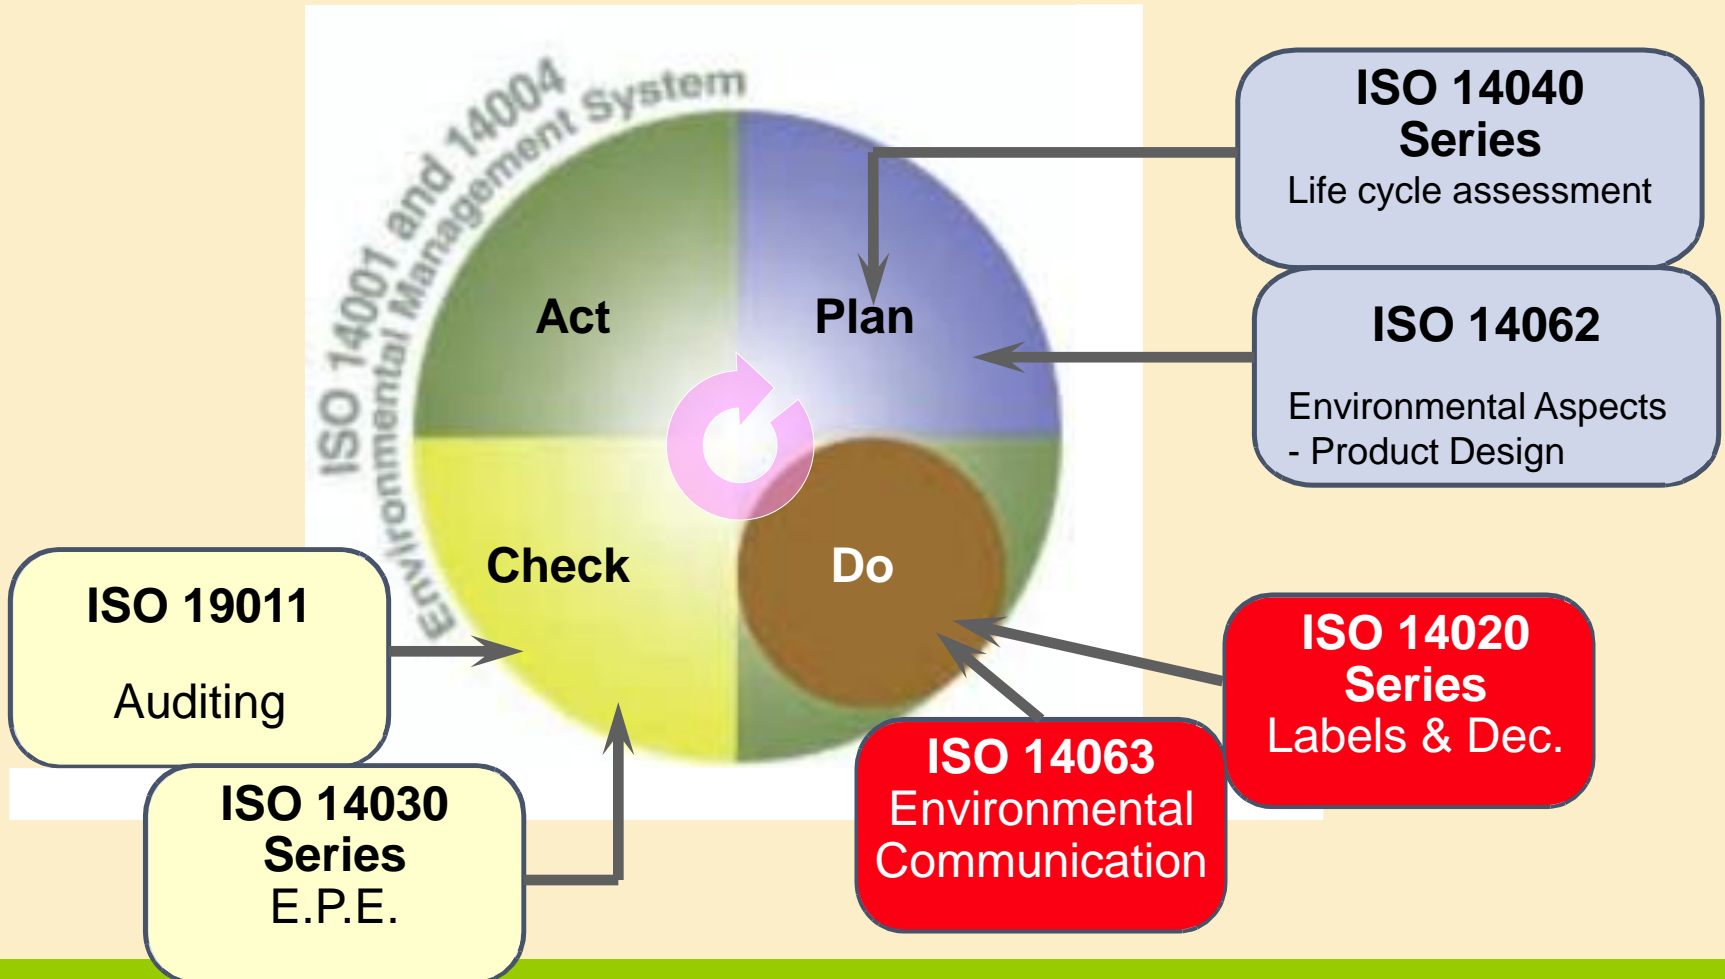 ISO 14001 and 14004
Environmental Management System
Act
Plan
Check
Do
ISO 14040
Series
Life cycle assessment
ISO 14062
Environmental Aspects
- Product Design
ISO 19011
Auditing
ISO 14030
Series
E.P.E.
ISO 14063
Environmental
Communication
ISO 14020
Series
Labels & Dec.